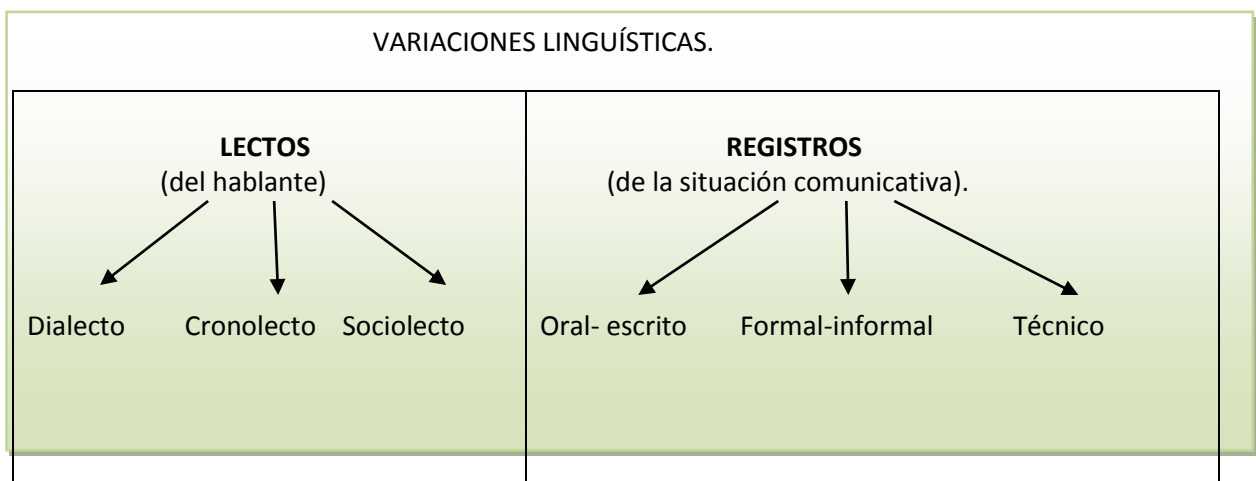 VARIACIONES LINGUÍSTICAS.
LECTOS
(del hablante)
Dialecto Cronolecto Sociolecto
REGISTROS
(de la situación comunicativa).
Oral- escrito Formal-informal Técnico